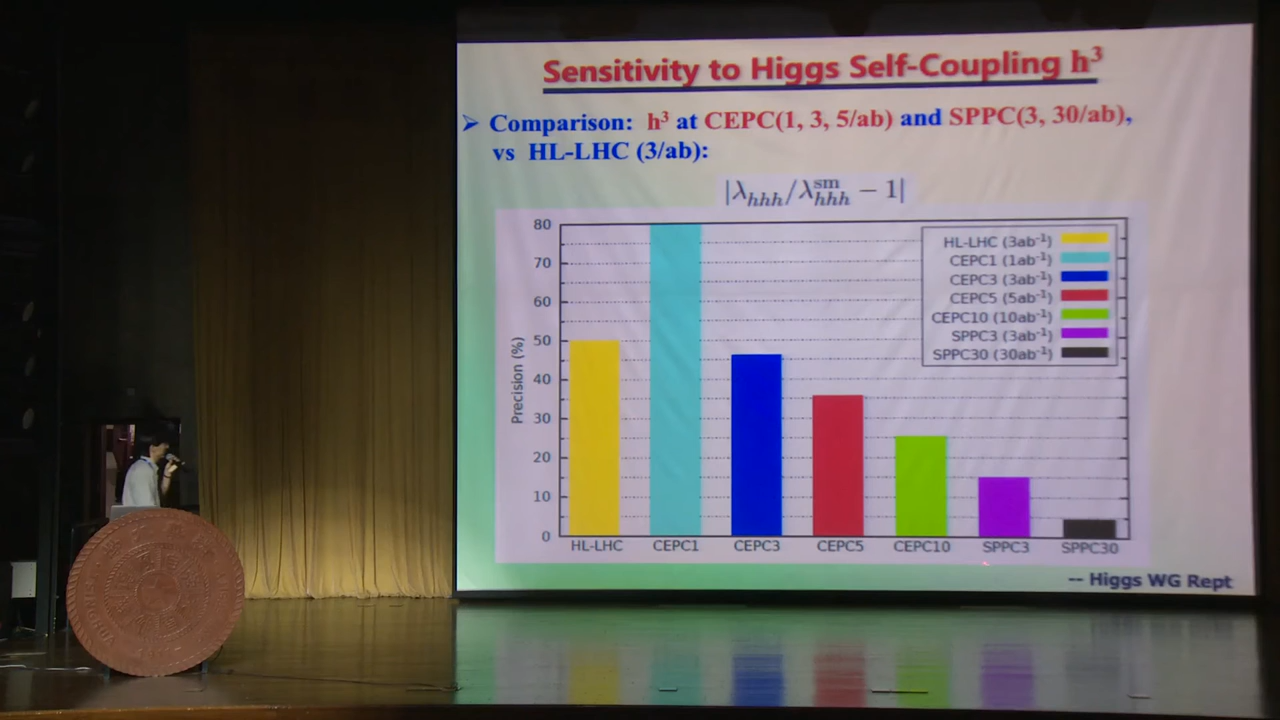 Sensitivity to Higgs Self-Coupling h³
➤ Comparison: h³ at CEPC(1, 3, 5/ab) and SPPC(3, 30/ab),
vs HL-LHC (3/ab):
|λ_hhh/λ^sm_hhh − 1|
HL-LHC (3ab⁻¹)
CEPC1 (1ab⁻¹)
CEPC3 (3ab⁻¹)
CEPC5 (5ab⁻¹)
CEPC10 (10ab⁻¹)
SPPC3 (3ab⁻¹)
SPPC30 (30ab⁻¹)
Precision (%)
80
70
60
50
40
30
20
10
0
HL-LHC CEPC1 CEPC3 CEPC5 CEPC10 SPPC3 SPPC30
-- Higgs WG Rept